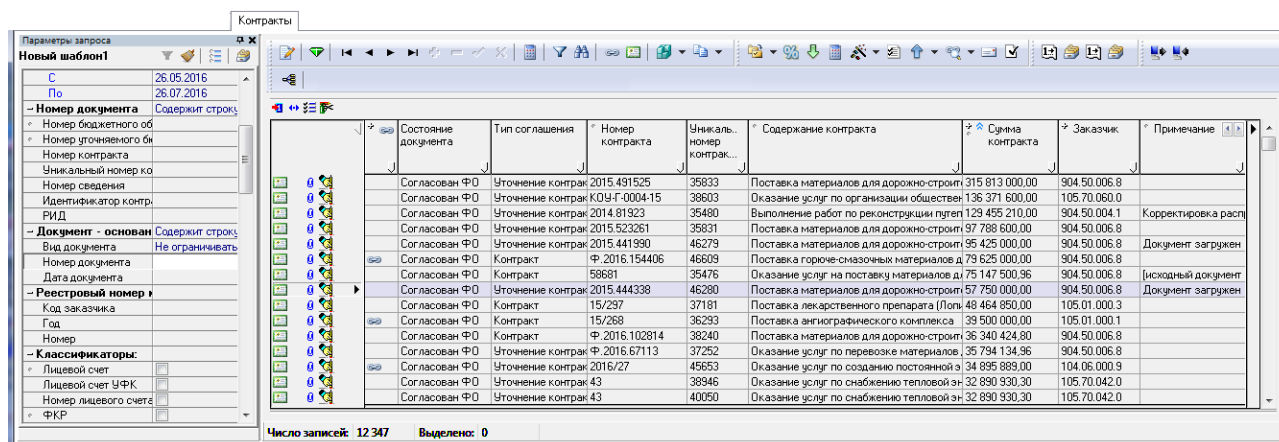 Контракты
Параметры запроса
Новый шаблон1
С 26.05.2016
По 26.07.2016
Номер документа Содержит строку
Номер бюджетного об
Номер уточняемого бю
Номер контракта
Уникальный номер ко
Номер сведения
Идентификатор контр
РИД
Документ - основан Содержит строку
Вид документа Не ограничивать
Номер документа
Дата документа
Реестровый номер к
Код заказчика
Год
Номер
Классификаторы:
Лицевой счет
Лицевой счет УФК
Номер лицевого счета
ФКР
Состояние документа Тип соглашения Номер контракта Уникаль.. номер контрак... Содержание контракта Сумма контракта Заказчик Примечание
Согласован ФО Уточнение контрак 2015.491525 35833 Поставка материалов для дорожно-строит 315 813 000,00 904.50.006.8
Согласован ФО Уточнение контрак КОУ-Г-0004-15 38603 Оказание услуг по организации обществен 136 371 600,00 105.70.060.0
Согласован ФО Уточнение контрак 2014.81923 35480 Выполнение работ по реконструкции путеп 129 455 210,00 904.50.004.1 Корректировка расп
Согласован ФО Уточнение контрак 2015.523261 35831 Поставка материалов для дорожно-строит 97 788 600,00 904.50.006.8
Согласован ФО Уточнение контрак 2015.441990 46279 Поставка материалов для дорожно-строит 95 425 000,00 904.50.006.8 Документ загружен
Согласован ФО Уточнение контрак Ф.2016.154406 46609 Поставка горюче-смазочных материалов д 79 625 000,00 904.50.006.8
Согласован ФО Уточнение контрак 58681 35476 Оказание услуг на поставку материалов д 75 147 500,96 904.50.006.8 [исходный документ
Согласован ФО Уточнение контрак 2015.444338 46280 Поставка материалов для дорожно-строит 57 750 000,00 904.50.006.8 Документ загружен
Согласован ФО Контракт 15/297 37181 Поставка лекарственного препарата (Лопи 48 464 850,00 105.01.000.3
Согласован ФО Контракт 15/268 36293 Поставка ангиографического комплекса 39 500 000,00 105.01.000.1
Согласован ФО Контракт Ф.2016.102814 38240 Поставка материалов для дорожно-строит 36 340 424,80 904.50.006.8
Согласован ФО Уточнение контрак Ф.2016.67113 37252 Оказание услуг по перевозке материалов 35 794 134,96 904.50.006.8
Согласован ФО Уточнение контрак 2016/27 45653 Оказание услуг по созданию постоянной э 34 895 889,00 104.06.000.9
Согласован ФО Уточнение контрак 43 38946 Оказание услуг по снабжению тепловой эн 32 890 930,30 105.70.042.0
Согласован ФО Уточнение контрак 43 40050 Оказание услуг по снабжению тепловой эн 32 890 930,30 105.70.042.0
Число записей: 12 347 Выделено: 0